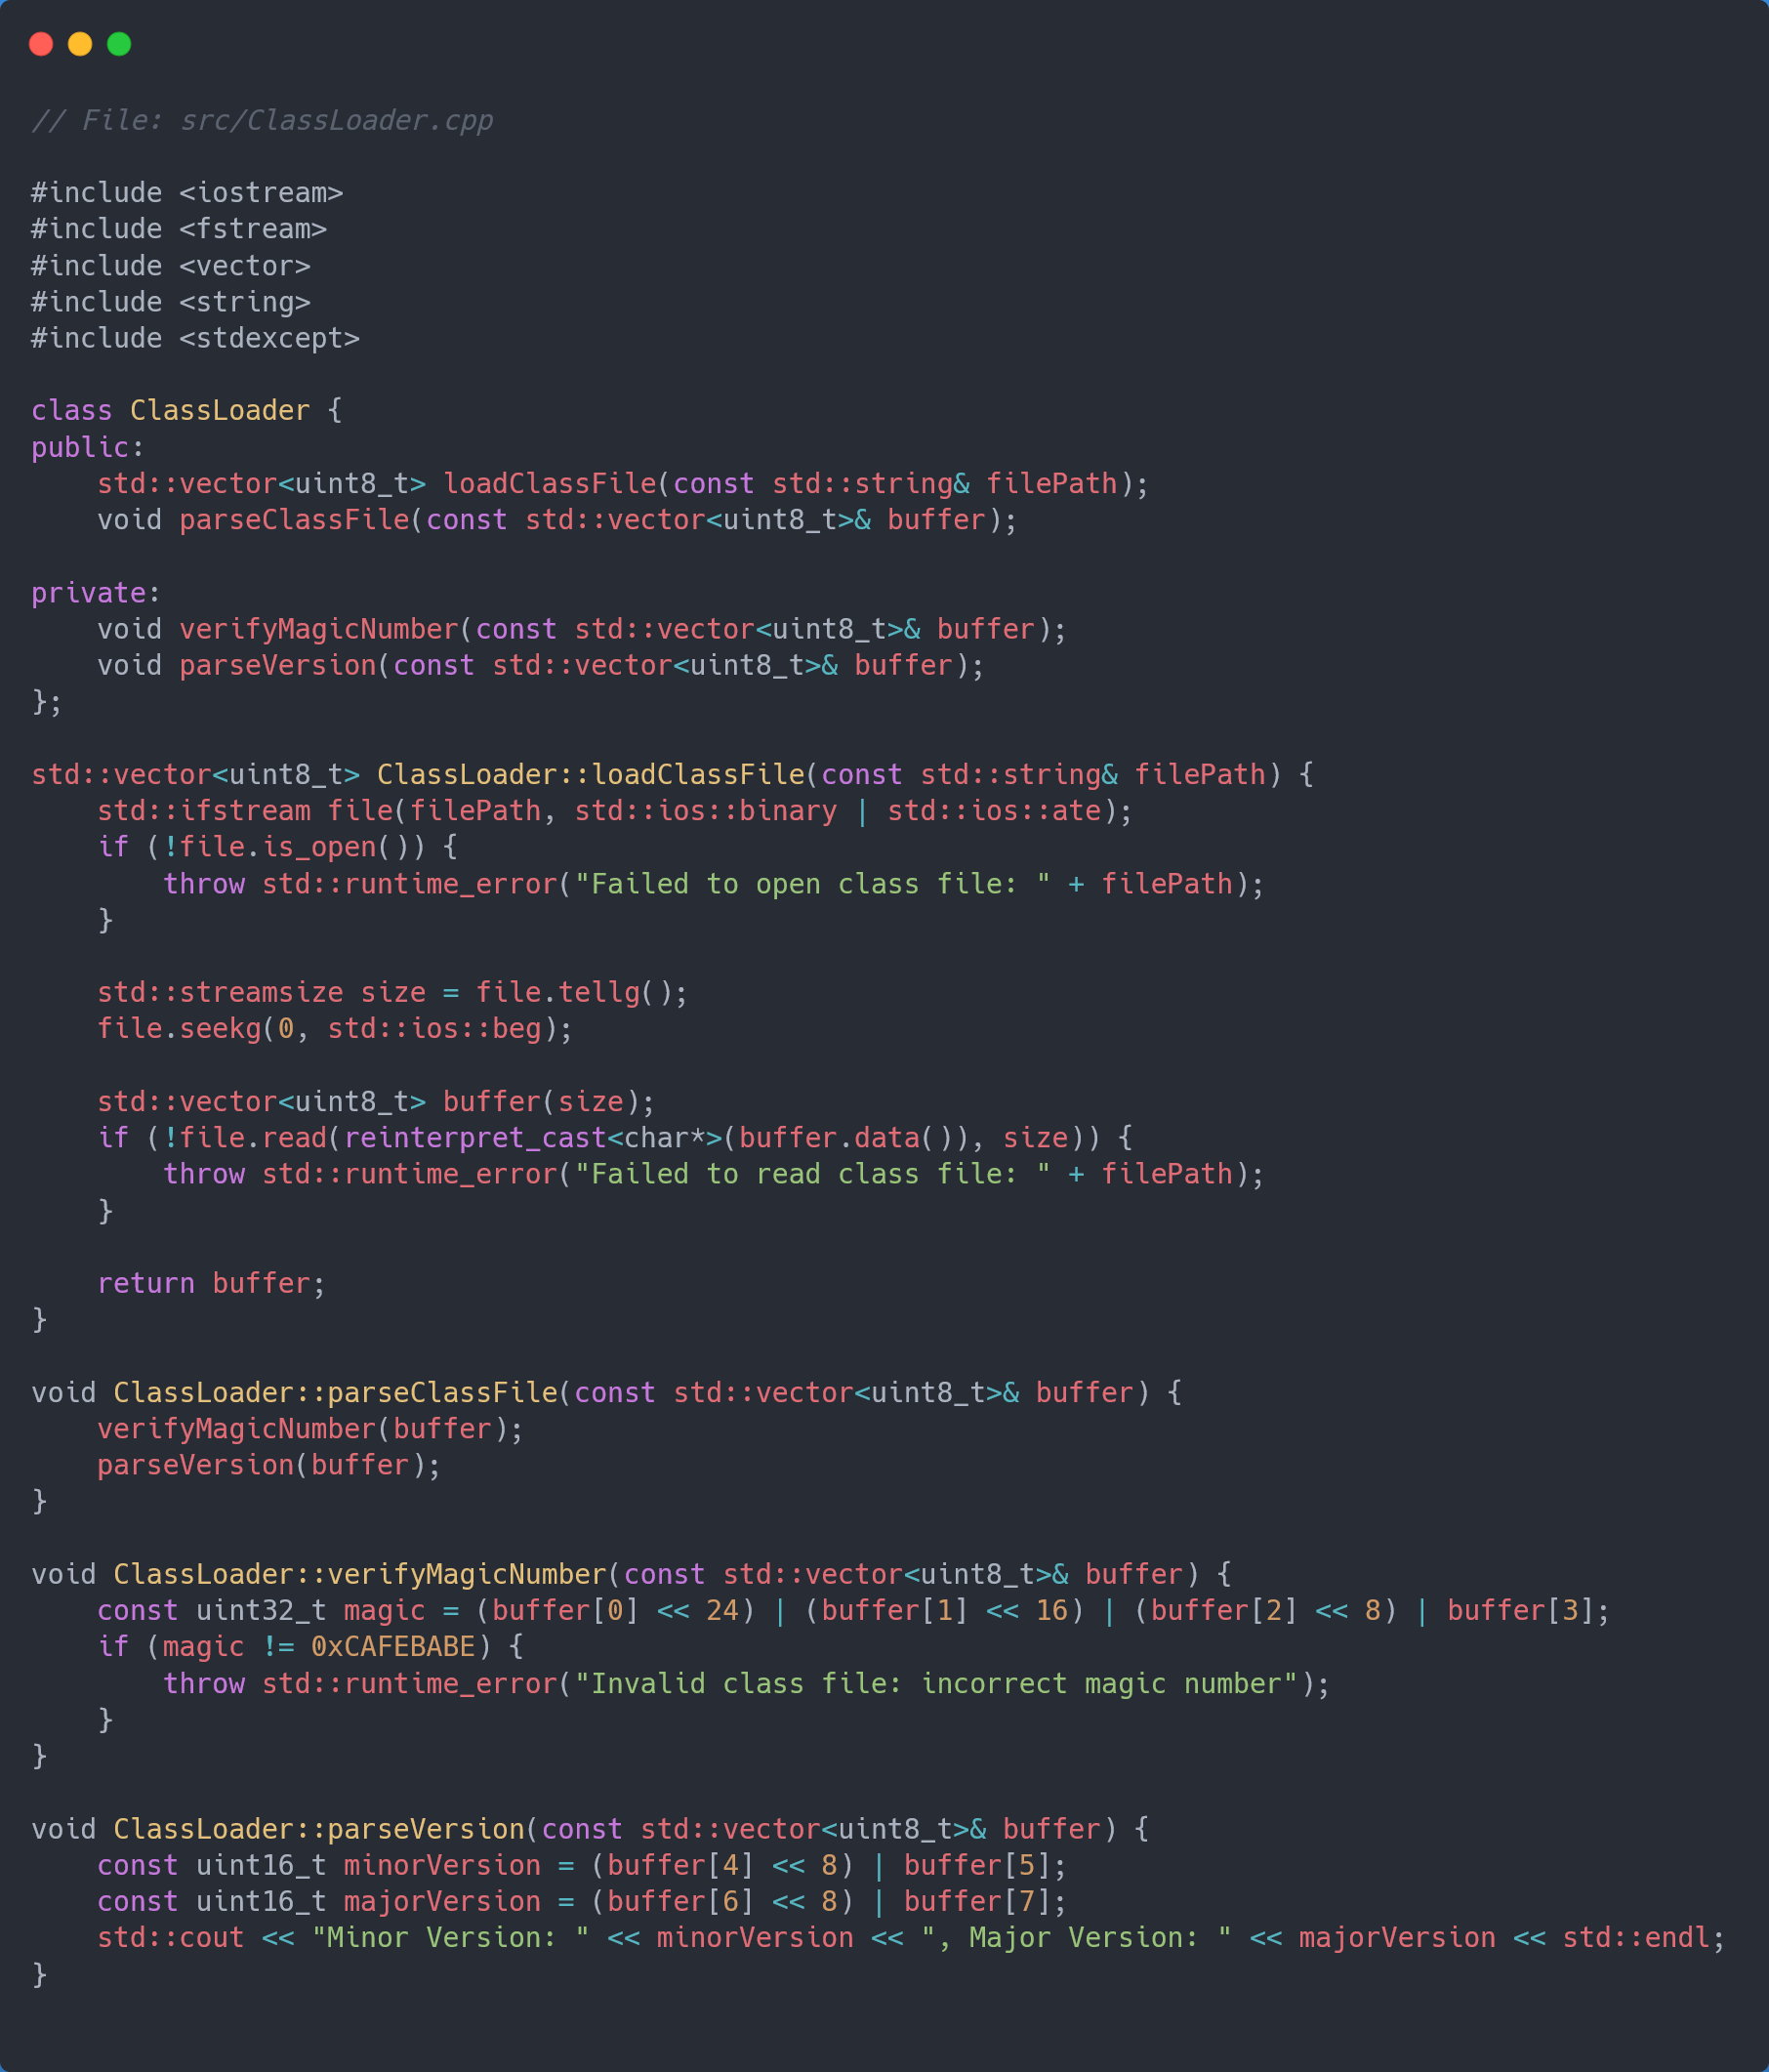 // File: src/ClassLoader.cpp

#include <iostream>
#include <fstream>
#include <vector>
#include <string>
#include <stdexcept>

class ClassLoader {
public:
    std::vector<uint8_t> loadClassFile(const std::string& filePath);
    void parseClassFile(const std::vector<uint8_t>& buffer);

private:
    void verifyMagicNumber(const std::vector<uint8_t>& buffer);
    void parseVersion(const std::vector<uint8_t>& buffer);
};

std::vector<uint8_t> ClassLoader::loadClassFile(const std::string& filePath) {
    std::ifstream file(filePath, std::ios::binary | std::ios::ate);
    if (!file.is_open()) {
        throw std::runtime_error("Failed to open class file: " + filePath);
    }

    std::streamsize size = file.tellg();
    file.seekg(0, std::ios::beg);

    std::vector<uint8_t> buffer(size);
    if (!file.read(reinterpret_cast<char*>(buffer.data()), size)) {
        throw std::runtime_error("Failed to read class file: " + filePath);
    }

    return buffer;
}

void ClassLoader::parseClassFile(const std::vector<uint8_t>& buffer) {
    verifyMagicNumber(buffer);
    parseVersion(buffer);
}

void ClassLoader::verifyMagicNumber(const std::vector<uint8_t>& buffer) {
    const uint32_t magic = (buffer[0] << 24) | (buffer[1] << 16) | (buffer[2] << 8) | buffer[3];
    if (magic != 0xCAFEBABE) {
        throw std::runtime_error("Invalid class file: incorrect magic number");
    }
}

void ClassLoader::parseVersion(const std::vector<uint8_t>& buffer) {
    const uint16_t minorVersion = (buffer[4] << 8) | buffer[5];
    const uint16_t majorVersion = (buffer[6] << 8) | buffer[7];
    std::cout << "Minor Version: " << minorVersion << ", Major Version: " << majorVersion << std::endl;
}